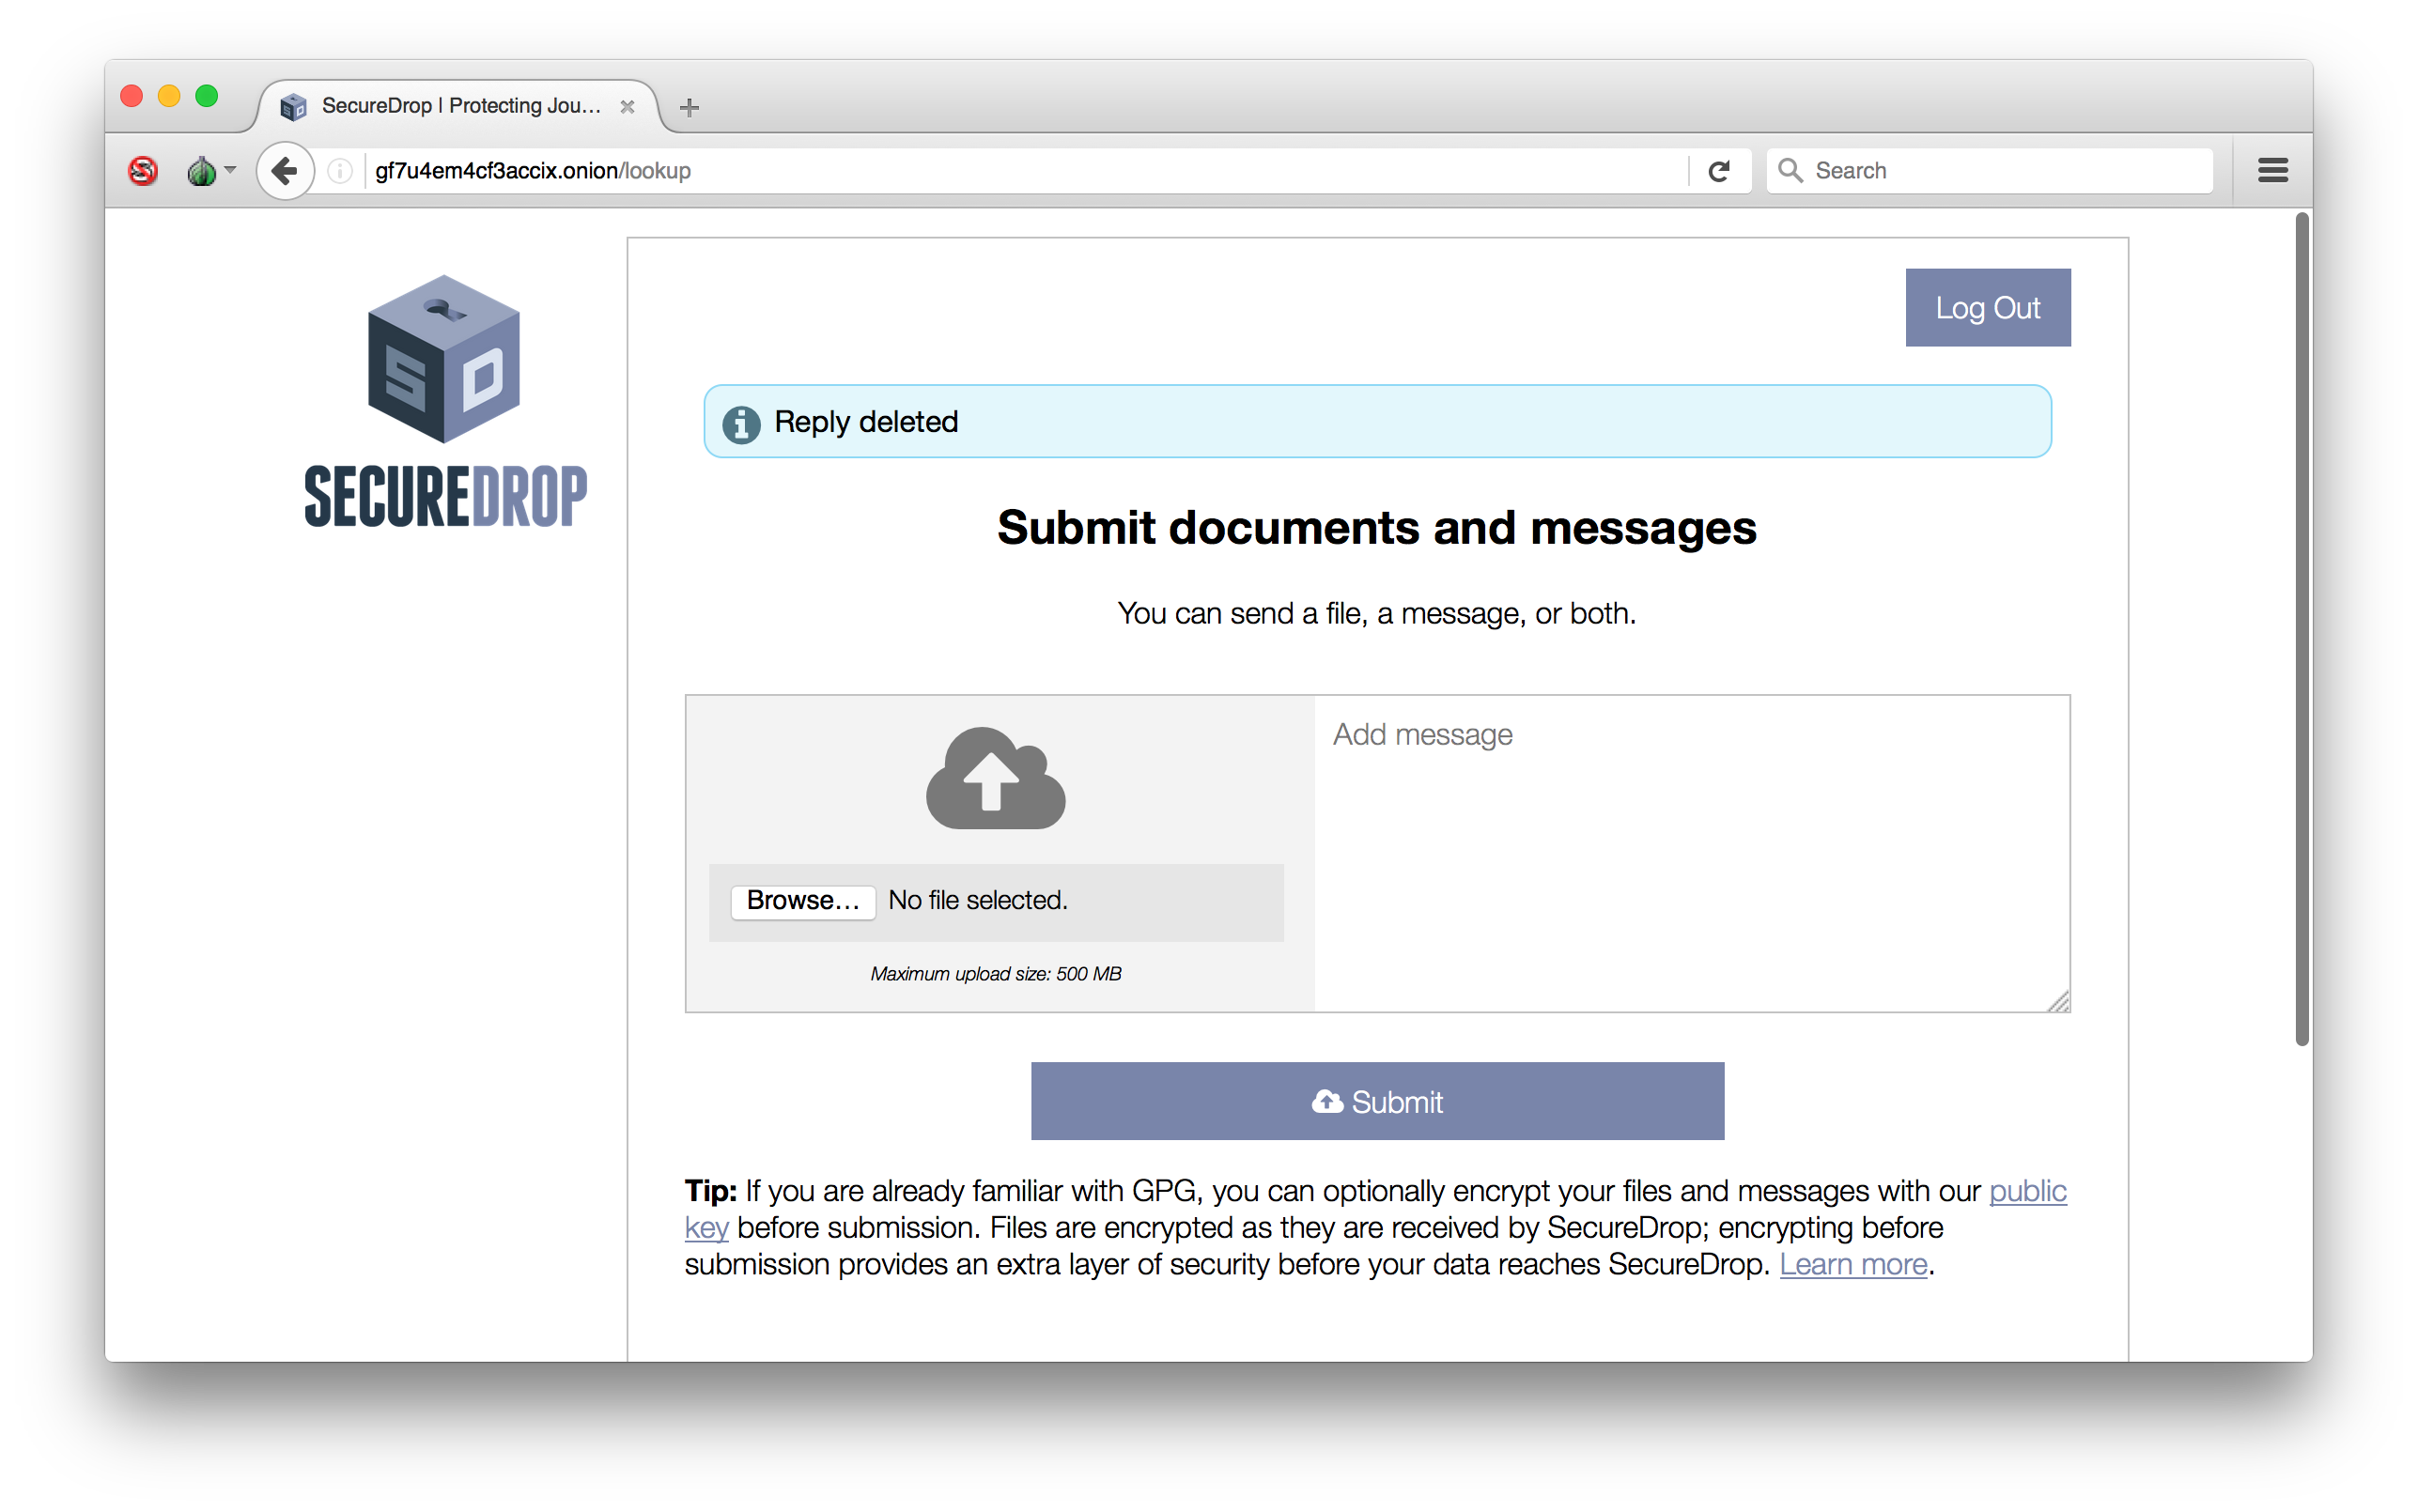 SecureDrop | Protecting Jou...
gf7u4em4cf3accix.onion/lookup
Search
Log Out
S D
SECUREDROP
Reply deleted
Submit documents and messages
You can send a file, a message, or both.
Add message
Browse... No file selected.
Maximum upload size: 500 MB
Submit
Tip: If you are already familiar with GPG, you can optionally encrypt your files and messages with our public
key before submission. Files are encrypted as they are received by SecureDrop; encrypting before
submission provides an extra layer of security before your data reaches SecureDrop. Learn more.